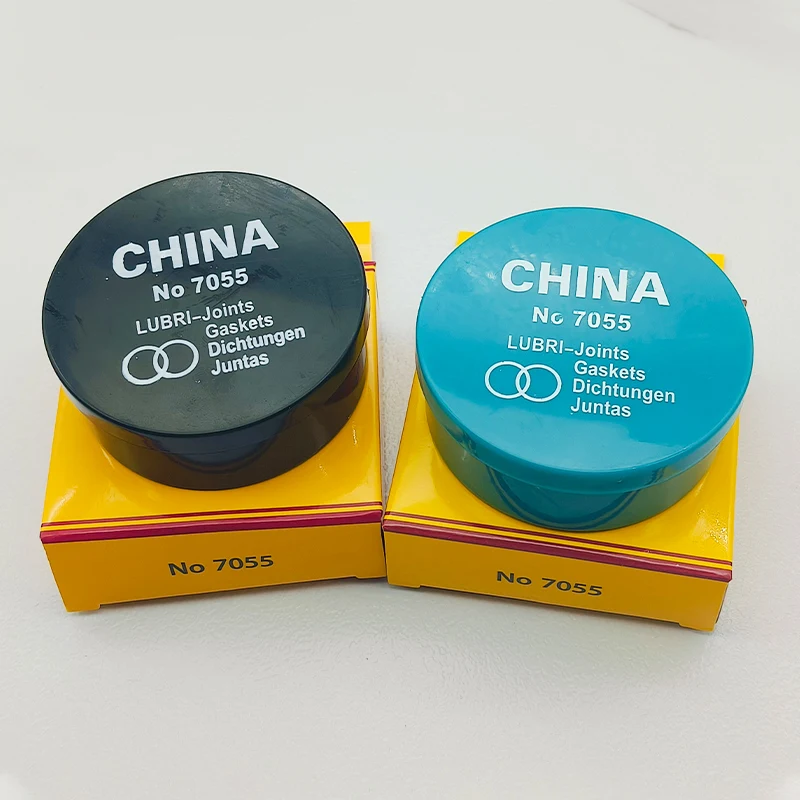 CHINA
No 7055
LUBRI-Joints
Gaskets
Dichtungen
Juntas
No 7055
CHINA
No 7055
LUBRI-Joints
Gaskets
Dichtungen
Juntas
No 7055